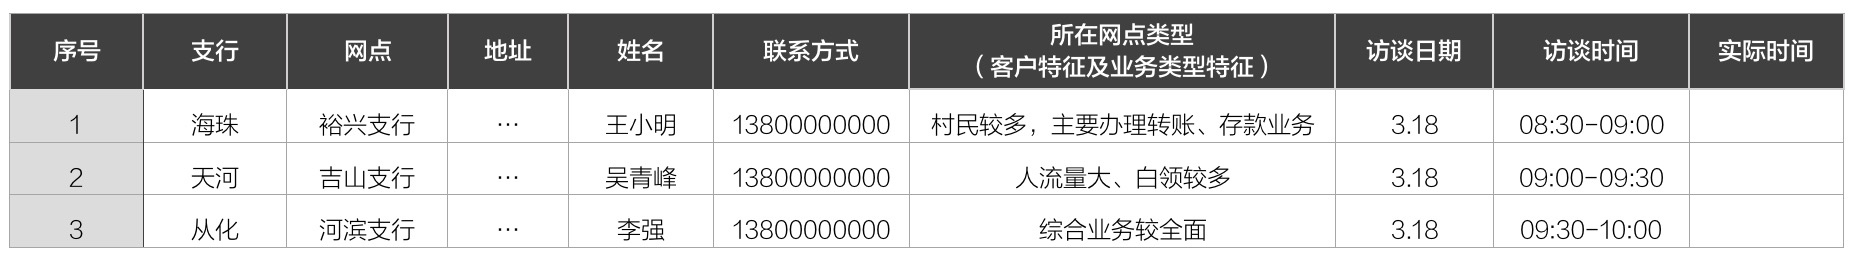 序号 支行 网点 地址 姓名 联系方式 所在网点类型 访谈日期 访谈时间 实际时间
（客户特征及业务类型特征）
1 海珠 裕兴支行 … 王小明 13800000000 村民较多，主要办理转账、存款业务 3.18 08:30-09:00
2 天河 吉山支行 … 吴青峰 13800000000 人流量大、白领较多 3.18 09:00-09:30
3 从化 河滨支行 … 李强 13800000000 综合业务较全面 3.18 09:30-10:00